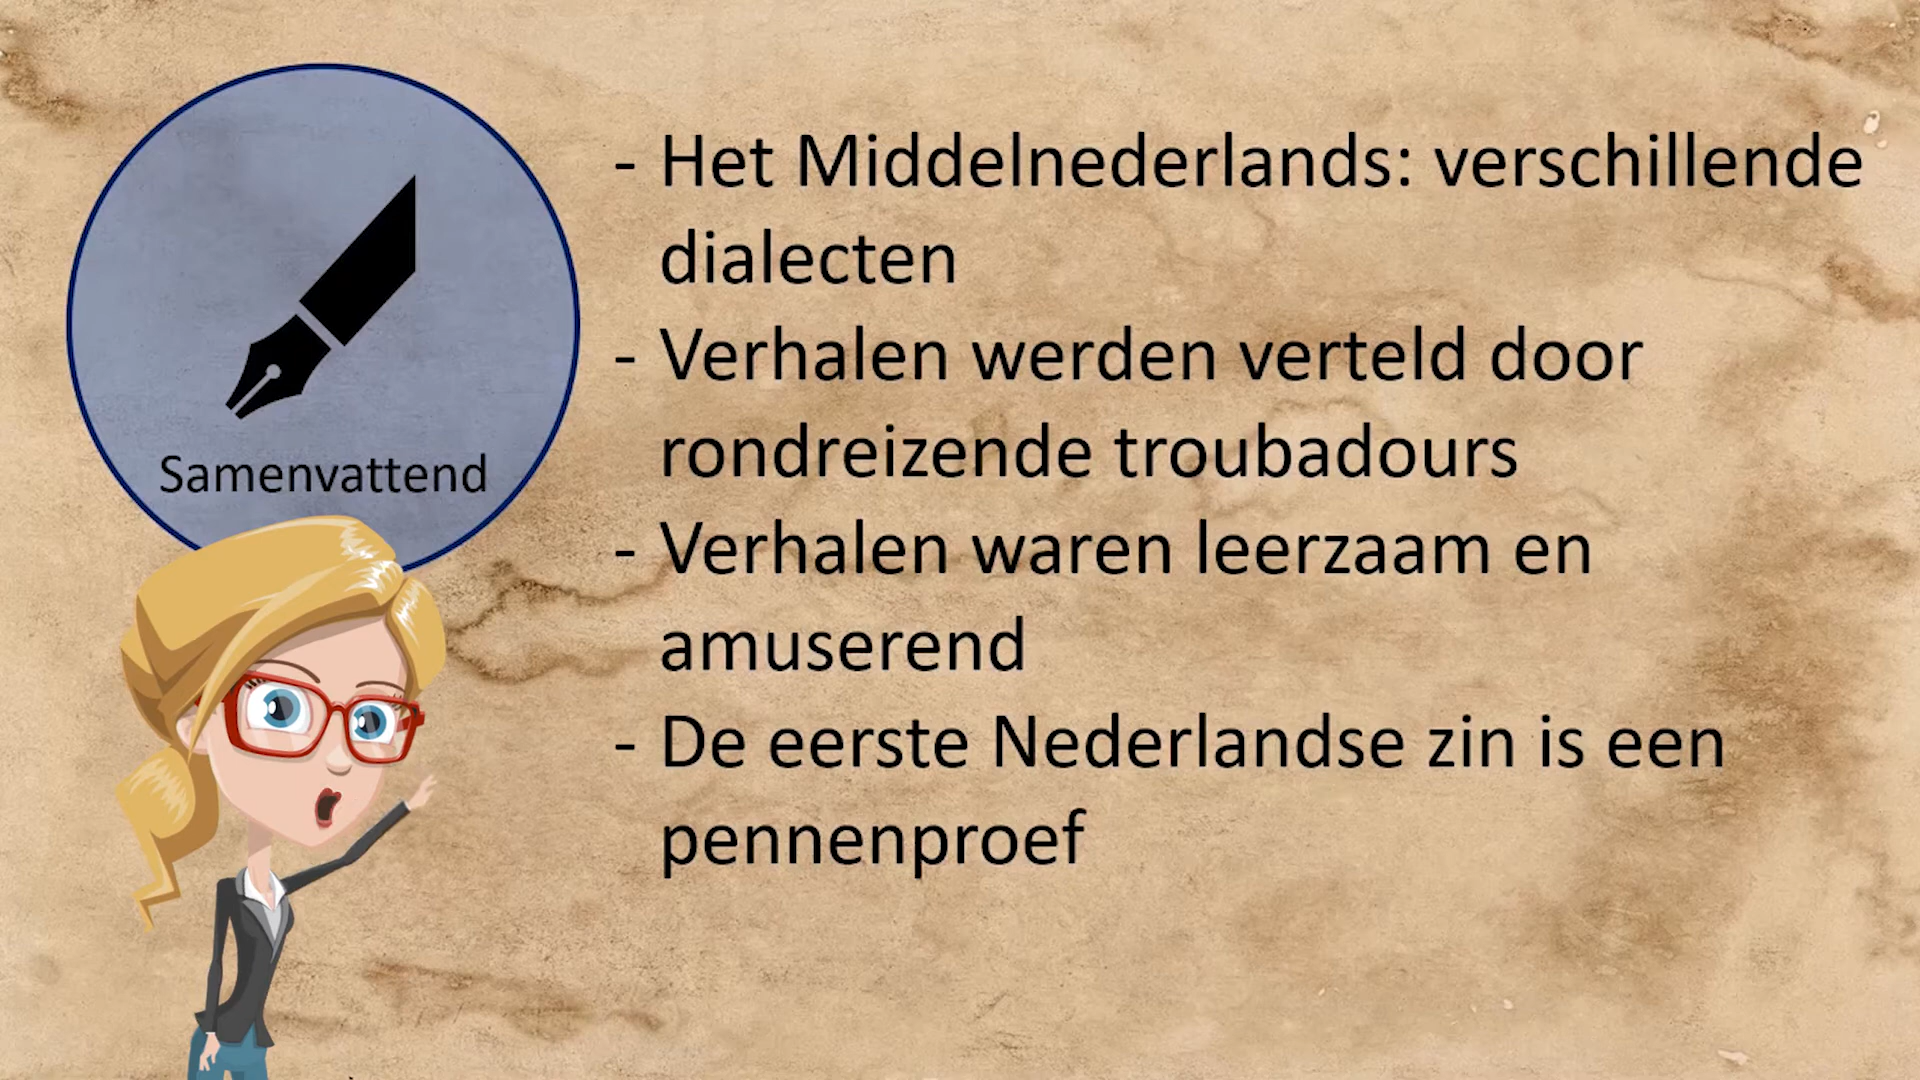 Samenvattend
- Het Middelnederlands: verschillende
dialecten
- Verhalen werden verteld door
rondreizende troubadours
- Verhalen waren leerzaam en
amuserend
- De eerste Nederlandse zin is een
pennenproef